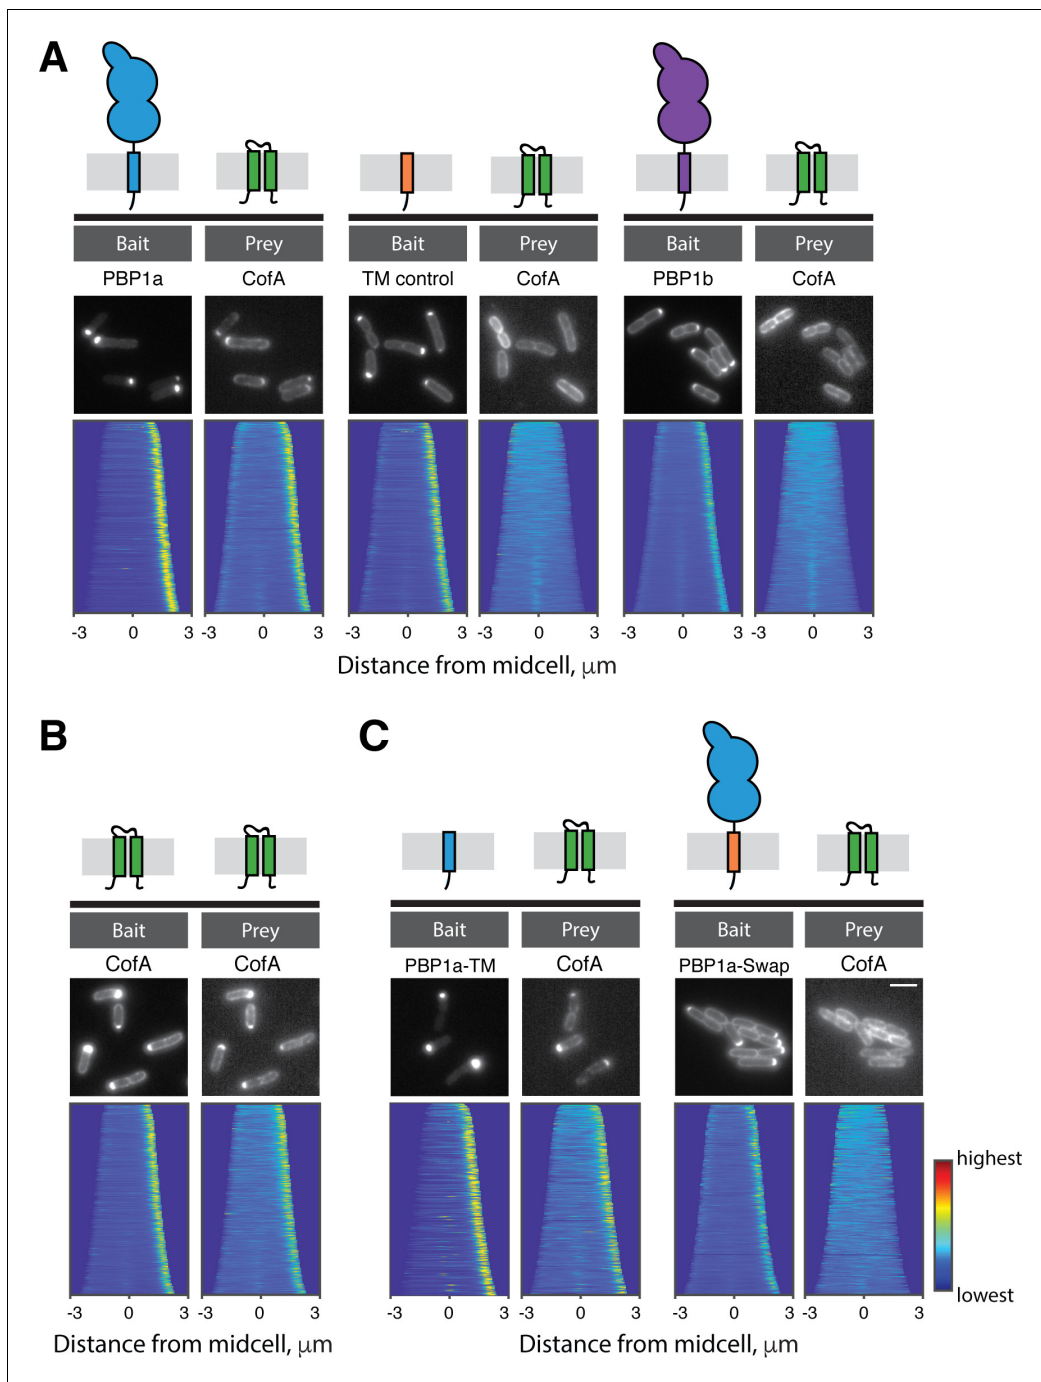 A
Bait Prey Bait Prey Bait Prey
PBP1a CofA TM control CofA PBP1b CofA
-3 0 3 -3 0 3 -3 0 3 -3 0 3 -3 0 3 -3 0 3
Distance from midcell, μm
B C
Bait Prey Bait Prey Bait Prey
CofA CofA PBP1a-TM CofA PBP1a-Swap CofA
highest
lowest
-3 0 3 -3 0 3 -3 0 3 -3 0 3 -3 0 3 -3 0 3
Distance from midcell, μm Distance from midcell, μm